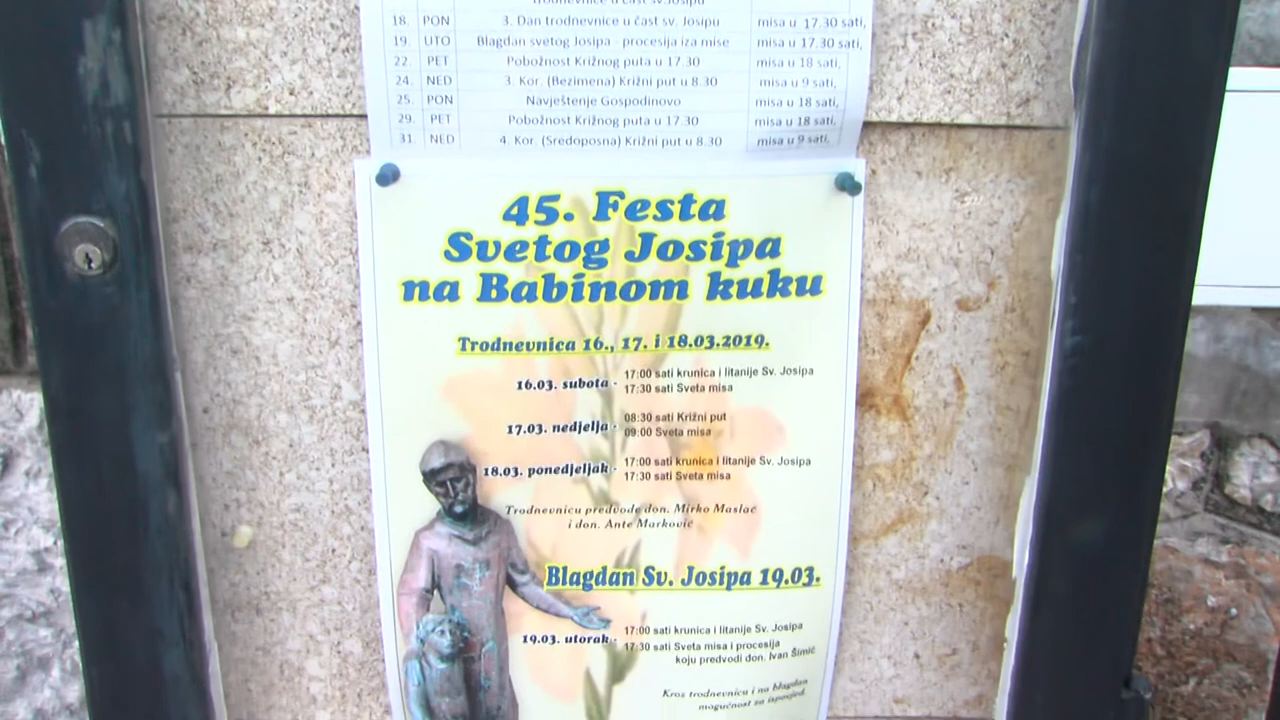 Trodnevnice u čast sv.Josipu
18. PON 3. Dan trodnevnice u čast sv. Josipu misa u 17.30 sati,
19. UTO Blagdan svetog Josipa - procesija iza mise misa u 17.30 sati,
22. PET Pobožnost Križnog puta u 17.30 misa u 18 sati,
24. NED 3. Kor. (Bezimena) Križni put u 8.30 misa u 9 sati,
25. PON Navještenje Gospodinovo misa u 18 sati,
29. PET Pobožnost Križnog puta u 17.30 misa u 18 sati,
31. NED 4. Kor. (Sredoposna) Križni put u 8.30 misa u 9 sati,
45. Festa
Svetog Josipa
na Babinom kuku
Trodnevnica 16., 17. i 18.03.2019.
16.03. subota - 17:00 sati krunica i litanije Sv. Josipa
17:30 sati Sveta misa
17.03. nedjelja - 08:30 sati Križni put
09:00 Sveta misa
18.03. ponedjeljak - 17:00 sati krunica i litanije Sv. Josipa
17:30 sati Sveta misa
Trodnevnicu predvode don. Mirko Maslać
i don. Ante Marković
Blagdan Sv. Josipa 19.03.
19.03. utorak - 17:00 sati krunica i litanije Sv. Josipa
17:30 sati Sveta misa i procesija
koju predvodi don. Ivan Šimić
Kroz trodnevnicu i na blagdan
mogućnost za ispovjed.